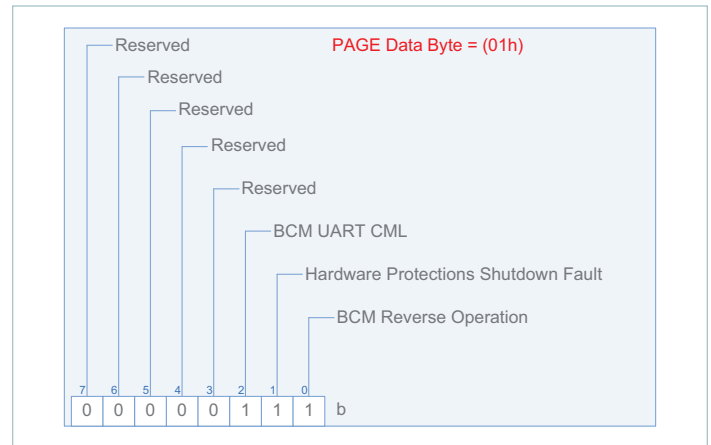 Reserved PAGE Data Byte = (01h)
Reserved
Reserved
Reserved
Reserved
BCM UART CML
Hardware Protections Shutdown Fault
BCM Reverse Operation
7 6 5 4 3 2 1 0
0 0 0 0 0 1 1 1 b